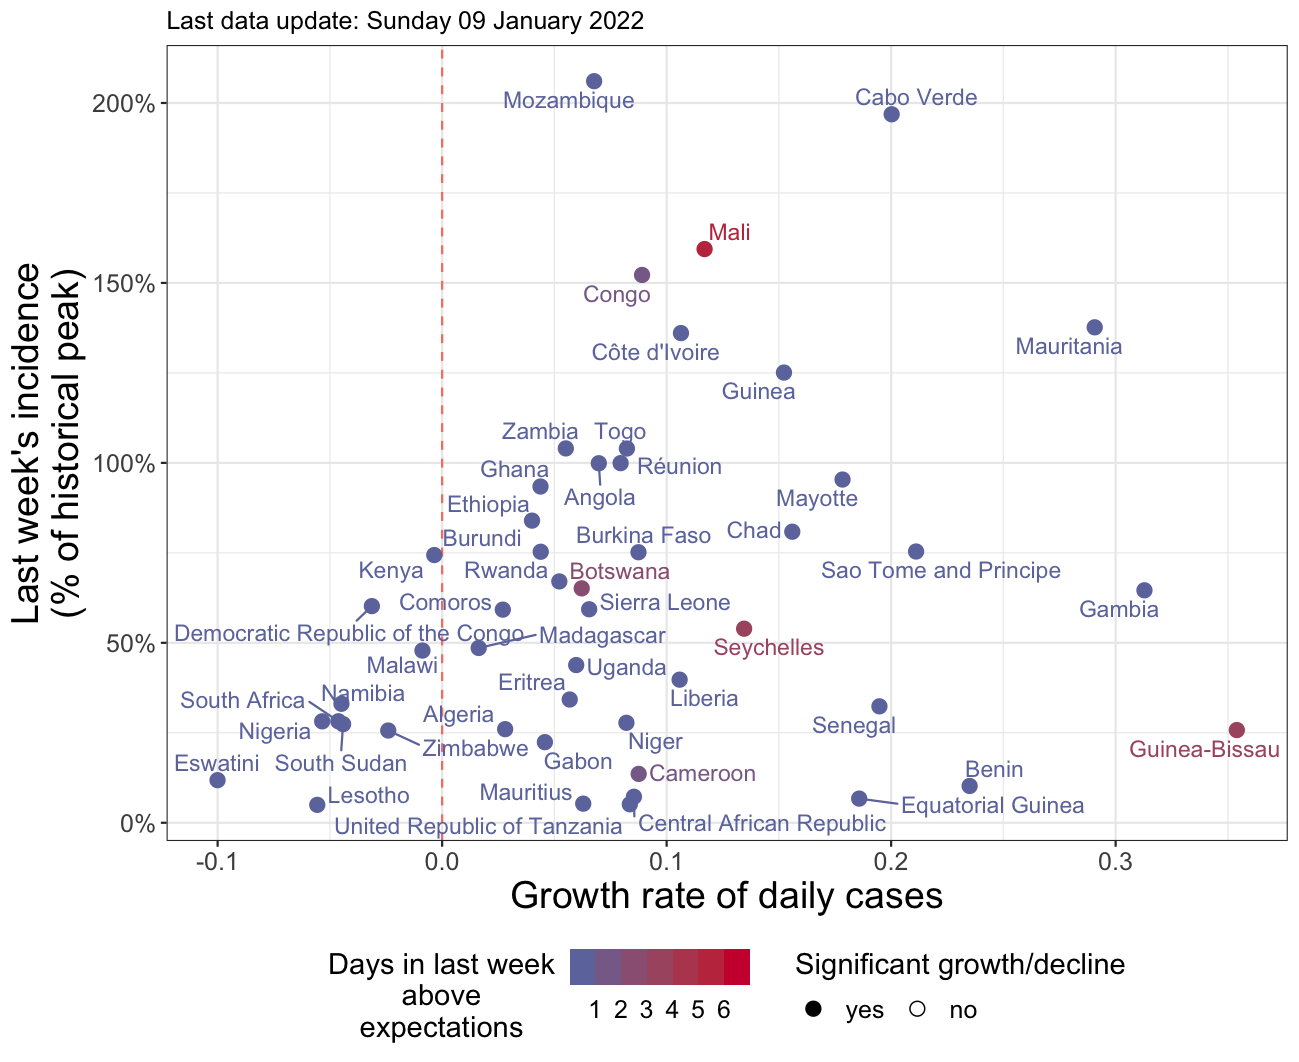 Last data update: Sunday 09 January 2022
Last week's incidence
(% of historical peak)
200%
150%
100%
50%
0%
Mozambique
Cabo Verde
Mali
Congo
Côte d'Ivoire
Mauritania
Guinea
Zambia
Togo
Ghana
Réunion
Angola
Mayotte
Ethiopia
Burundi
Burkina Faso
Chad
Kenya
Rwanda
Botswana
Sao Tome and Principe
Comoros
Sierra Leone
Gambia
Democratic Republic of the Congo
Madagascar
Seychelles
Malawi
Uganda
Eritrea
Liberia
South Africa
Namibia
Algeria
Senegal
Nigeria
Niger
Zimbabwe
Guinea-Bissau
Eswatini
South Sudan
Gabon
Cameroon
Benin
Lesotho
Mauritius
Equatorial Guinea
United Republic of Tanzania
Central African Republic
-0.1
0.0
0.1
0.2
0.3
Growth rate of daily cases
Days in last week
above
expectations
1 2 3 4 5 6
Significant growth/decline
yes
no